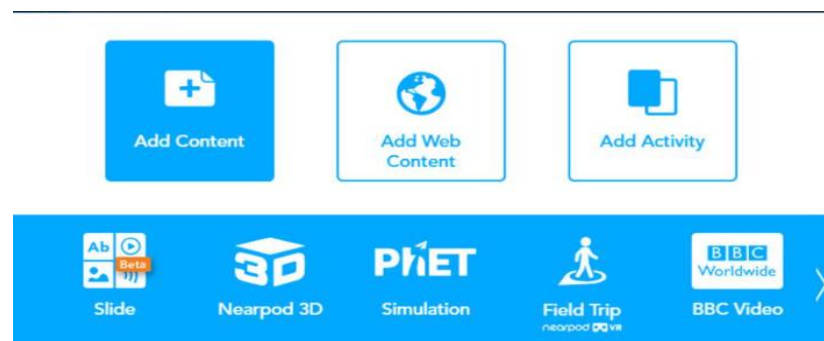 Add Content
Add Web
Content
Add Activity
Ab
Beta
3D
PhET
BBC
Worldwide
Slide
Nearpod 3D
Simulation
Field Trip
BBC Video
nearpod VR